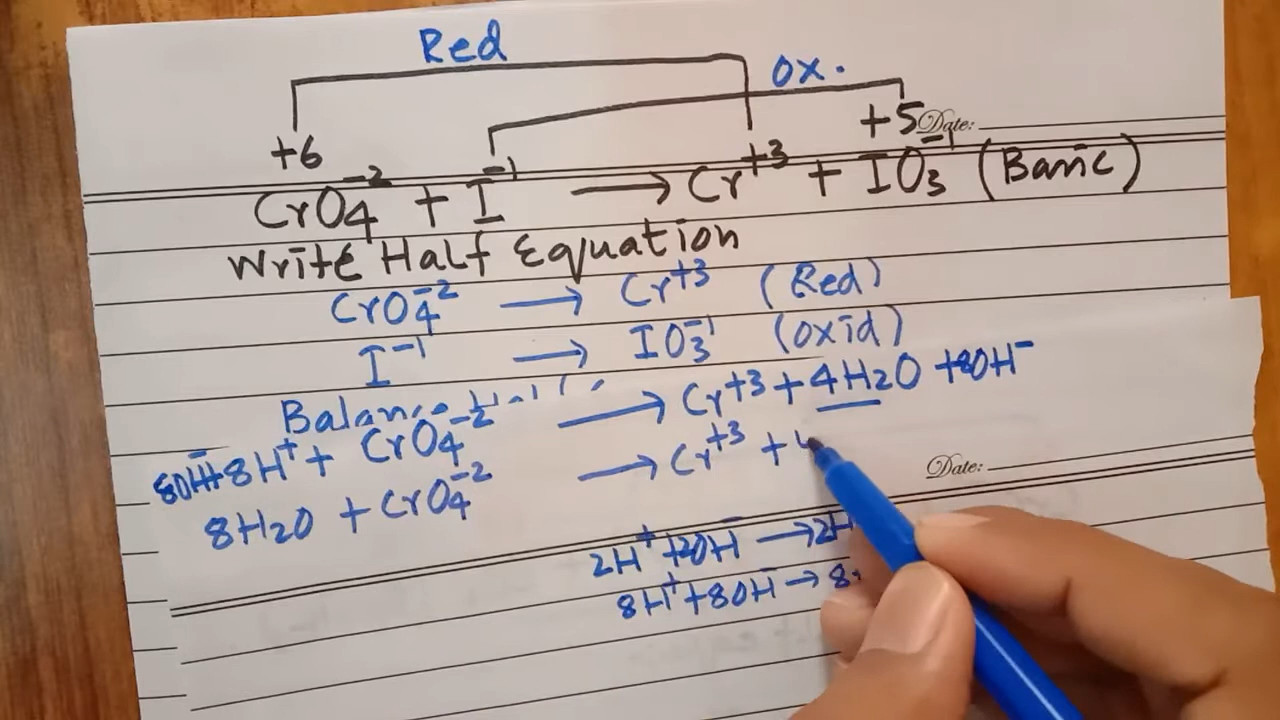 Red
ox.
+6 +5 Date:
CrO₄⁻² + I⁻¹ → Cr⁺³ + IO₃⁻¹ (Basic)
Write Half Equation
CrO₄⁻² → Cr⁺³ (Red)
I⁻¹ → IO₃⁻¹ (oxid)
8OH⁻+8H⁺ + CrO₄⁻² → Cr⁺³ + 4H₂O +8OH⁻
8H₂O + CrO₄⁻² → Cr⁺³ +
Date:
2H⁺+2OH⁻ → 2H
8H⁺+8OH⁻ → 8